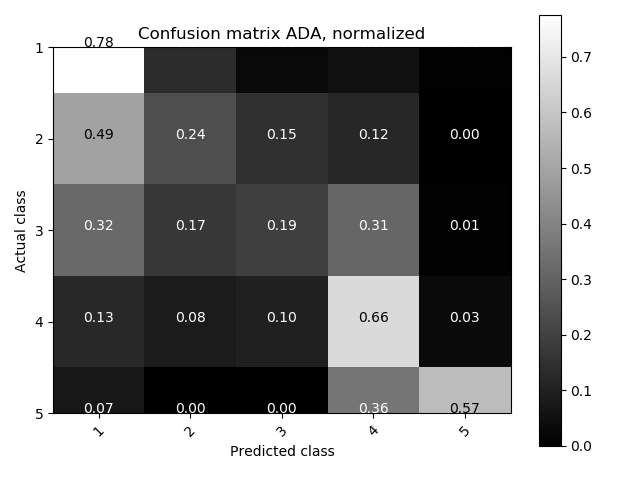 Confusion matrix ADA, normalized
0.78
1
2 0.49 0.24 0.15 0.12 0.00
3 0.32 0.17 0.19 0.31 0.01
4 0.13 0.08 0.10 0.66 0.03
5 0.07 0.00 0.00 0.36 0.57
1 2 3 4 5
Predicted class
Actual class
0.7
0.6
0.5
0.4
0.3
0.2
0.1
0.0